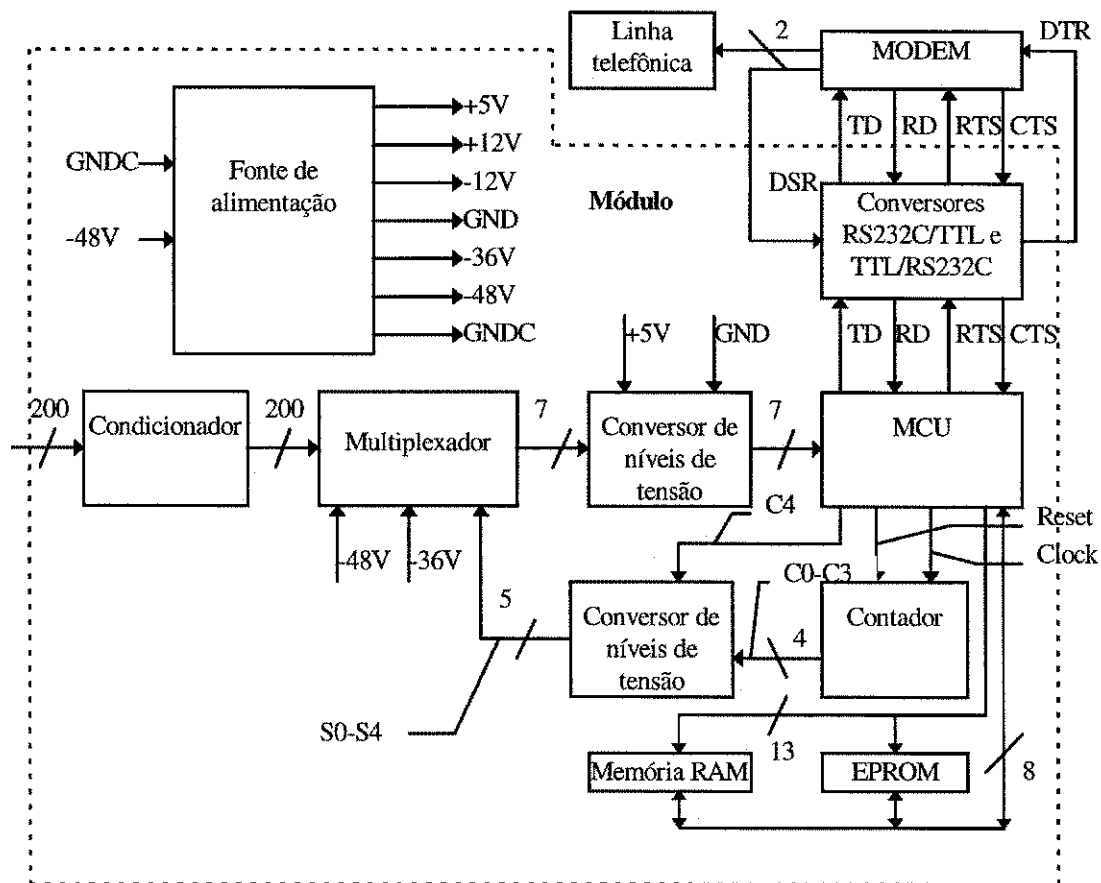 Linha
telefônica
2
MODEM
DTR
TD RD RTS CTS
Fonte de
alimentação
GNDC
-48V
+5V
+12V
-12V
GND
-36V
-48V
GNDC
Módulo
DSR
Conversores
RS232C/TTL e
TTL/RS232C
TD RD RTS CTS
+5V
GND
200
Condicionador
200
Multiplexador
7
Conversor de
níveis de
tensão
7
MCU
-48V
-36V
C4
Reset
Clock
C0-C3
5
Conversor de
níveis de
tensão
4
Contador
S0-S4
13
Memória RAM
EPROM
8